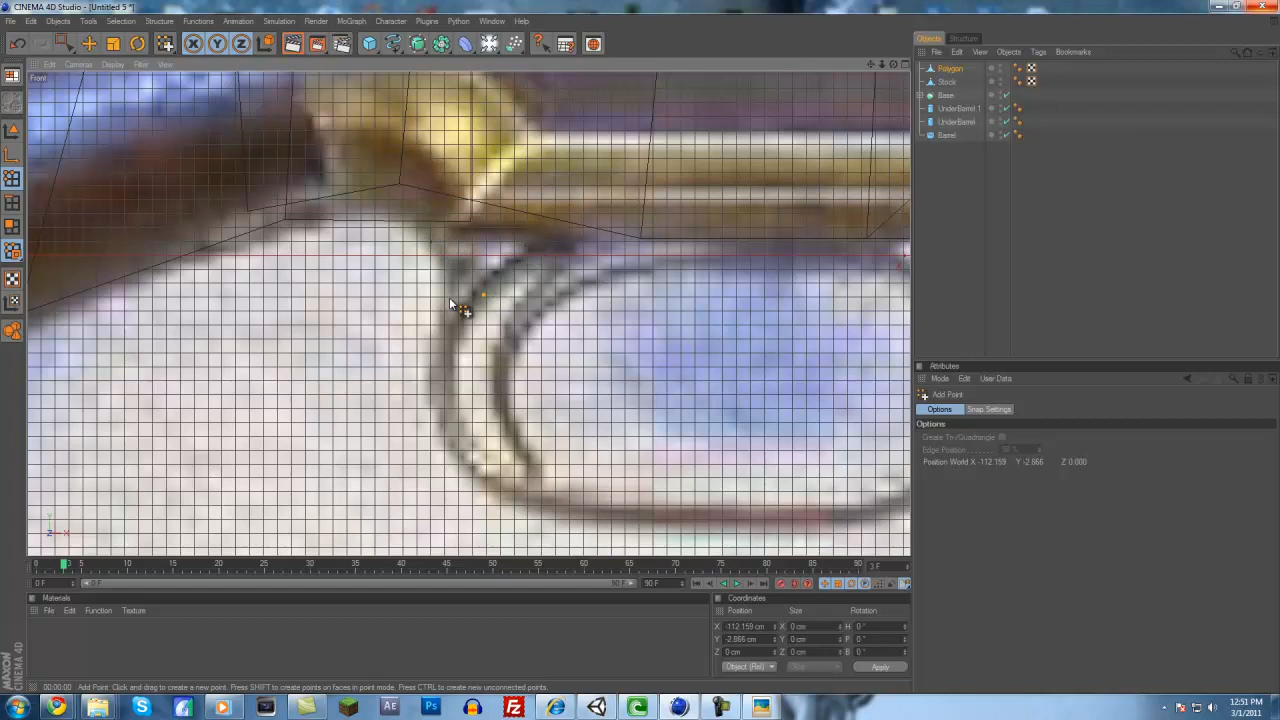 CINEMA 4D Studio - [Untitled 5 *]
File Edit Objects Tools Selection Structure Functions Animation Simulation Render MoGraph Character Plugins Python Window Help
X Y Z
Edit Cameras Display Filter View
Front
Y
Z X
0 5 10 15 20 25 30 35 40 45 50 55 60 65 70 75 80 85 90 3 F
0 F 0 F 90 F 90 F
Materials
File Edit Function Texture
Coordinates
Position Size Rotation
X -112.159 cm X 0 cm H 0 °
Y -2.866 cm Y 0 cm P 0 °
Z 0 cm Z 0 cm B 0 °
Object (Rel) Size Apply
00:00:00 Add Point: Click and drag to create a new point. Press SHIFT to create points on faces in point mode. Press CTRL to create new unconnected points.
MAXON CINEMA 4D
Objects Structure
File Edit View Objects Tags Bookmarks
Polygon
Stock
Base
UnderBarrel.1
UnderBarrel
Barrel
Attributes
Mode Edit User Data
Add Point
Options Snap Settings
Options
Create Tri-/Quadrangle
Edge Position
Position World X -112.159 Y -2.866 Z 0.000
12:51 PM
3/1/2011